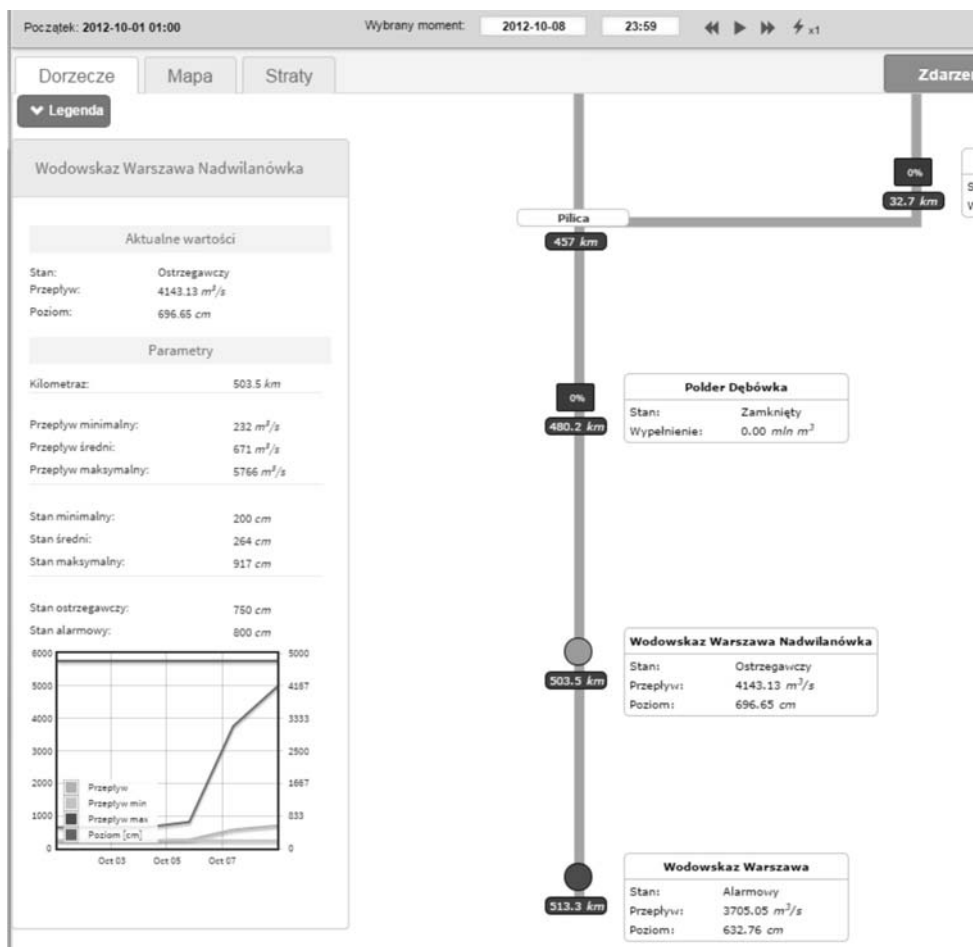 Początek: 2012-10-01 01:00
Wybrany moment: 2012-10-08 23:59 x1
Dorzecze Mapa Straty
Legenda
Wodowskaz Warszawa Nadwilanówka
Aktualne wartości
Stan: Ostrzegawczy
Przepływ: 4143.13 m³/s
Poziom: 696.65 cm
Parametry
Kilometraz: 503.5 km
Przepływ minimalny: 232 m³/s
Przepływ średni: 671 m³/s
Przepływ maksymalny: 5766 m³/s
Stan minimalny: 200 cm
Stan średni: 264 cm
Stan maksymalny: 917 cm
Stan ostrzegawczy: 750 cm
Stan alarmowy: 800 cm
6000 5000
5000 4167
4000 3333
3000 2500
2000 1667
1000 833
0 0
Przepływ
Przepływ min
Przepływ max
Poziom [cm]
Oct 03 Oct 05 Oct 07
0%
32.7 km
Pilica
457 km
0%
480.2 km
Polder Dębówka
Stan: Zamknięty
Wypełnienie: 0.00 mln m³
503.5 km
Wodowskaz Warszawa Nadwilanówka
Stan: Ostrzegawczy
Przepływ: 4143.13 m³/s
Poziom: 696.65 cm
513.3 km
Wodowskaz Warszawa
Stan: Alarmowy
Przepływ: 3705.05 m³/s
Poziom: 632.76 cm